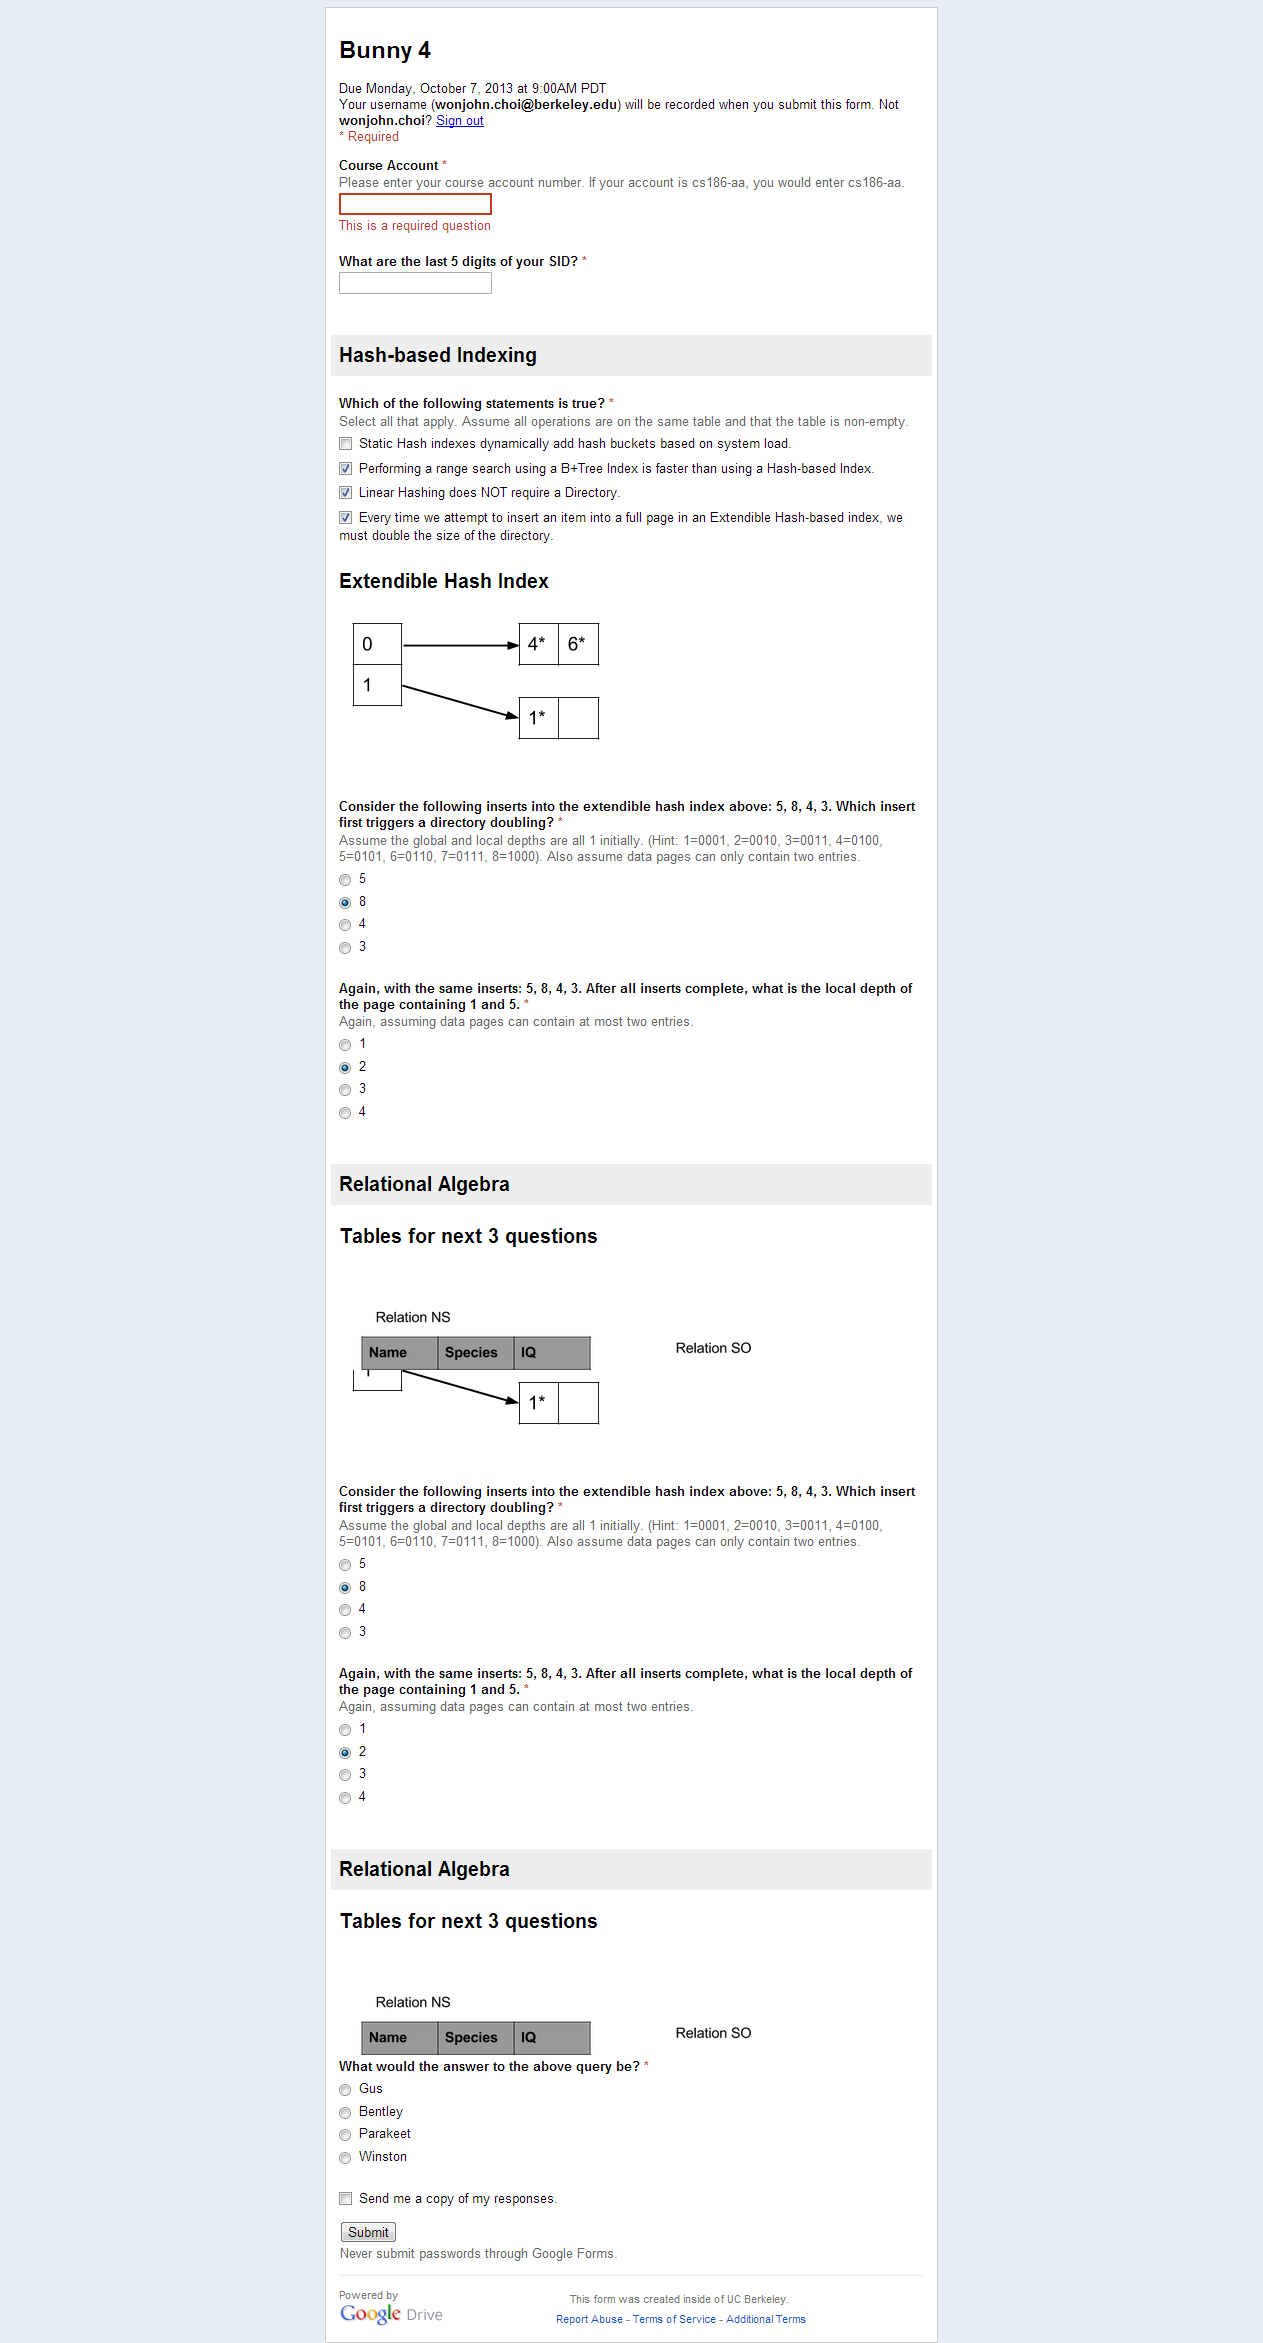 Bunny 4
Due Monday, October 7, 2013 at 9:00AM PDT
Your username (wonjohn.choi@berkeley.edu) will be recorded when you submit this form. Not
wonjohn.choi? Sign out
* Required
Course Account *
Please enter your course account number. If your account is cs186-aa, you would enter cs186-aa.
This is a required question
What are the last 5 digits of your SID? *
Hash-based Indexing
Which of the following statements is true? *
Select all that apply. Assume all operations are on the same table and that the table is non-empty.
Static Hash indexes dynamically add hash buckets based on system load.
Performing a range search using a B+Tree Index is faster than using a Hash-based Index.
Linear Hashing does NOT require a Directory.
Every time we attempt to insert an item into a full page in an Extendible Hash-based index, we
must double the size of the directory.
Extendible Hash Index
0 4* 6*
1
1*
Consider the following inserts into the extendible hash index above: 5, 8, 4, 3. Which insert
first triggers a directory doubling? *
Assume the global and local depths are all 1 initially. (Hint: 1=0001, 2=0010, 3=0011, 4=0100,
5=0101, 6=0110, 7=0111, 8=1000). Also assume data pages can only contain two entries.
5
8
4
3
Again, with the same inserts: 5, 8, 4, 3. After all inserts complete, what is the local depth of
the page containing 1 and 5. *
Again, assuming data pages can contain at most two entries.
1
2
3
4
Relational Algebra
Tables for next 3 questions
Relation NS
Relation SO
Name Species IQ
1*
Consider the following inserts into the extendible hash index above: 5, 8, 4, 3. Which insert
first triggers a directory doubling? *
Assume the global and local depths are all 1 initially. (Hint: 1=0001, 2=0010, 3=0011, 4=0100,
5=0101, 6=0110, 7=0111, 8=1000). Also assume data pages can only contain two entries.
5
8
4
3
Again, with the same inserts: 5, 8, 4, 3. After all inserts complete, what is the local depth of
the page containing 1 and 5. *
Again, assuming data pages can contain at most two entries.
1
2
3
4
Relational Algebra
Tables for next 3 questions
Relation NS
Relation SO
Name Species IQ
What would the answer to the above query be? *
Gus
Bentley
Parakeet
Winston
Send me a copy of my responses.
Submit
Never submit passwords through Google Forms.
Powered by
Google Drive
This form was created inside of UC Berkeley.
Report Abuse - Terms of Service - Additional Terms